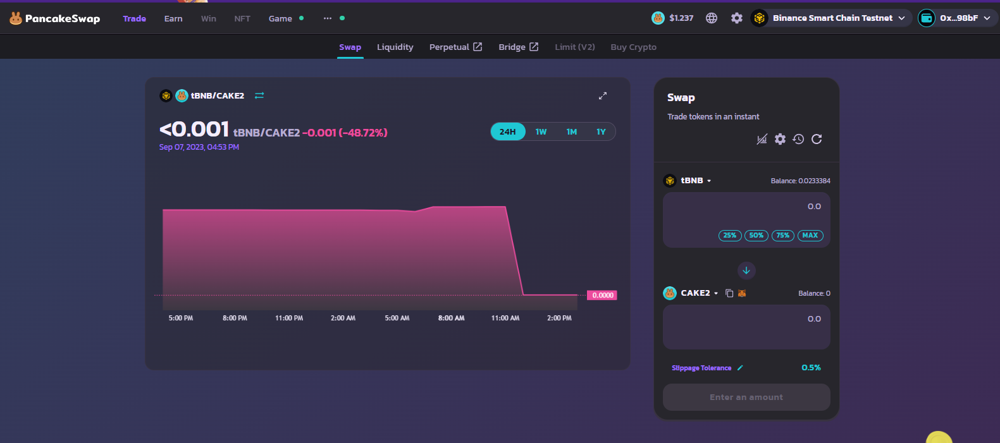 PancakeSwap Trade Earn Win NFT Game ··· $1.237 Binance Smart Chain Testnet 0x...98bF
Swap Liquidity Perpetual Bridge Limit (V2) Buy Crypto
tBNB/CAKE2
<0.001 tBNB/CAKE2 -0.001 (-48.72%)
Sep 07, 2023, 04:53 PM
24H 1W 1M 1Y
0.0000
5:00 PM 8:00 PM 11:00 PM 2:00 AM 5:00 AM 8:00 AM 11:00 AM 2:00 PM
Swap
Trade tokens in an instant
tBNB Balance: 0.0233384
0.0
25% 50% 75% MAX
CAKE2 Balance: 0
0.0
Slippage Tolerance 0.5%
Enter an amount